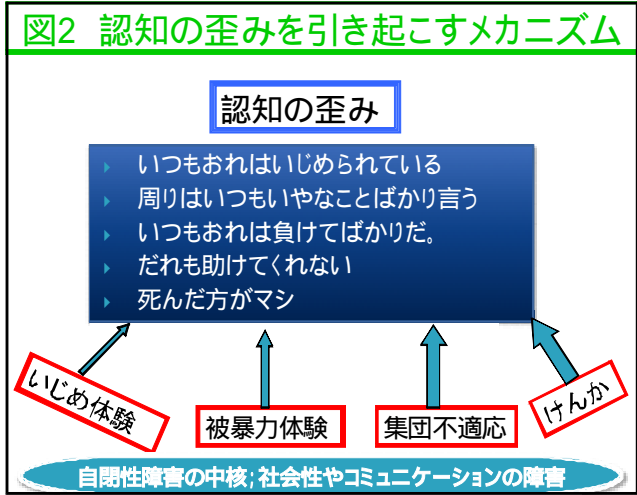 図2 認知の歪みを引き起こすメカニズム
認知の歪み
いつもおれはいじめられている
周りはいつもいやなことばかり言う
いつもおれは負けてばかりだ。
だれも助けてくれない
死んだ方がマシ
いじめ体験
被暴力体験
集団不適応
けんか
自閉性障害の中核;社会性やコミュニケーションの障害